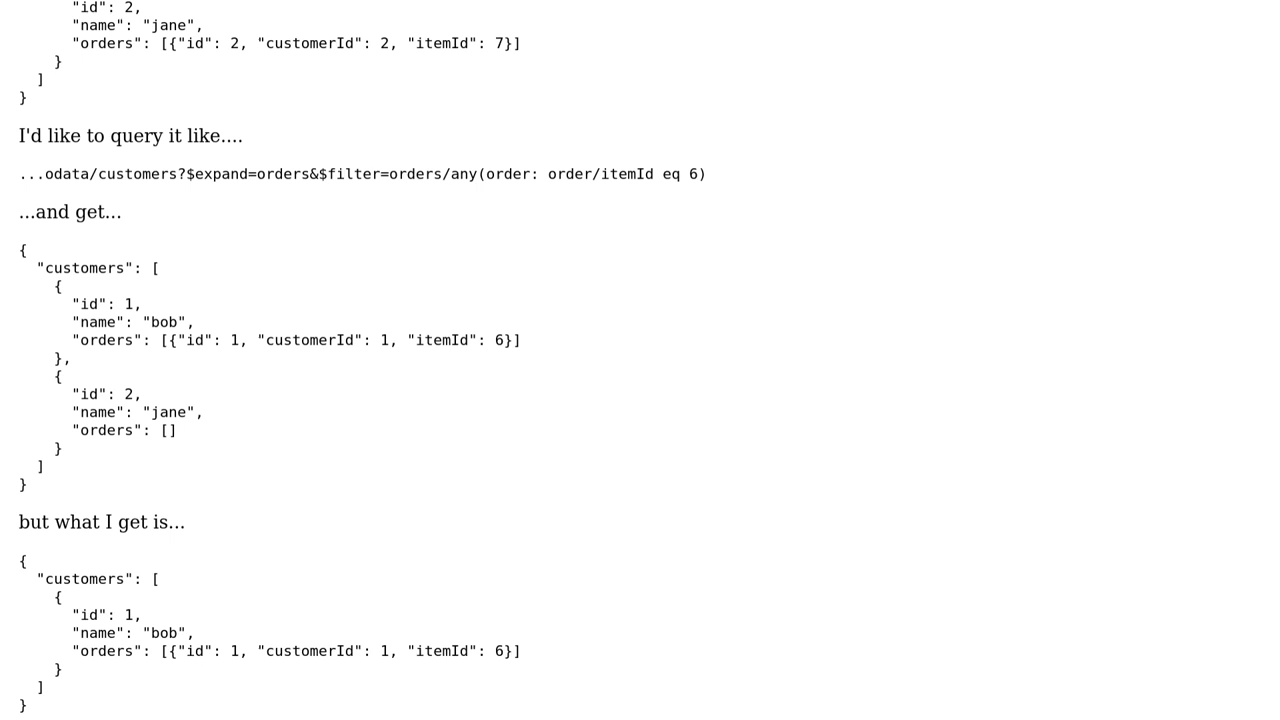 "id": 2,
"name": "jane",
"orders": [{"id": 2, "customerId": 2, "itemId": 7}]
}
]
}
I'd like to query it like....
...odata/customers?$expand=orders&$filter=orders/any(order: order/itemId eq 6)
...and get...
{
"customers": [
{
"id": 1,
"name": "bob",
"orders": [{"id": 1, "customerId": 1, "itemId": 6}]
},
{
"id": 2,
"name": "jane",
"orders": []
}
]
}
but what I get is...
{
"customers": [
{
"id": 1,
"name": "bob",
"orders": [{"id": 1, "customerId": 1, "itemId": 6}]
}
]
}